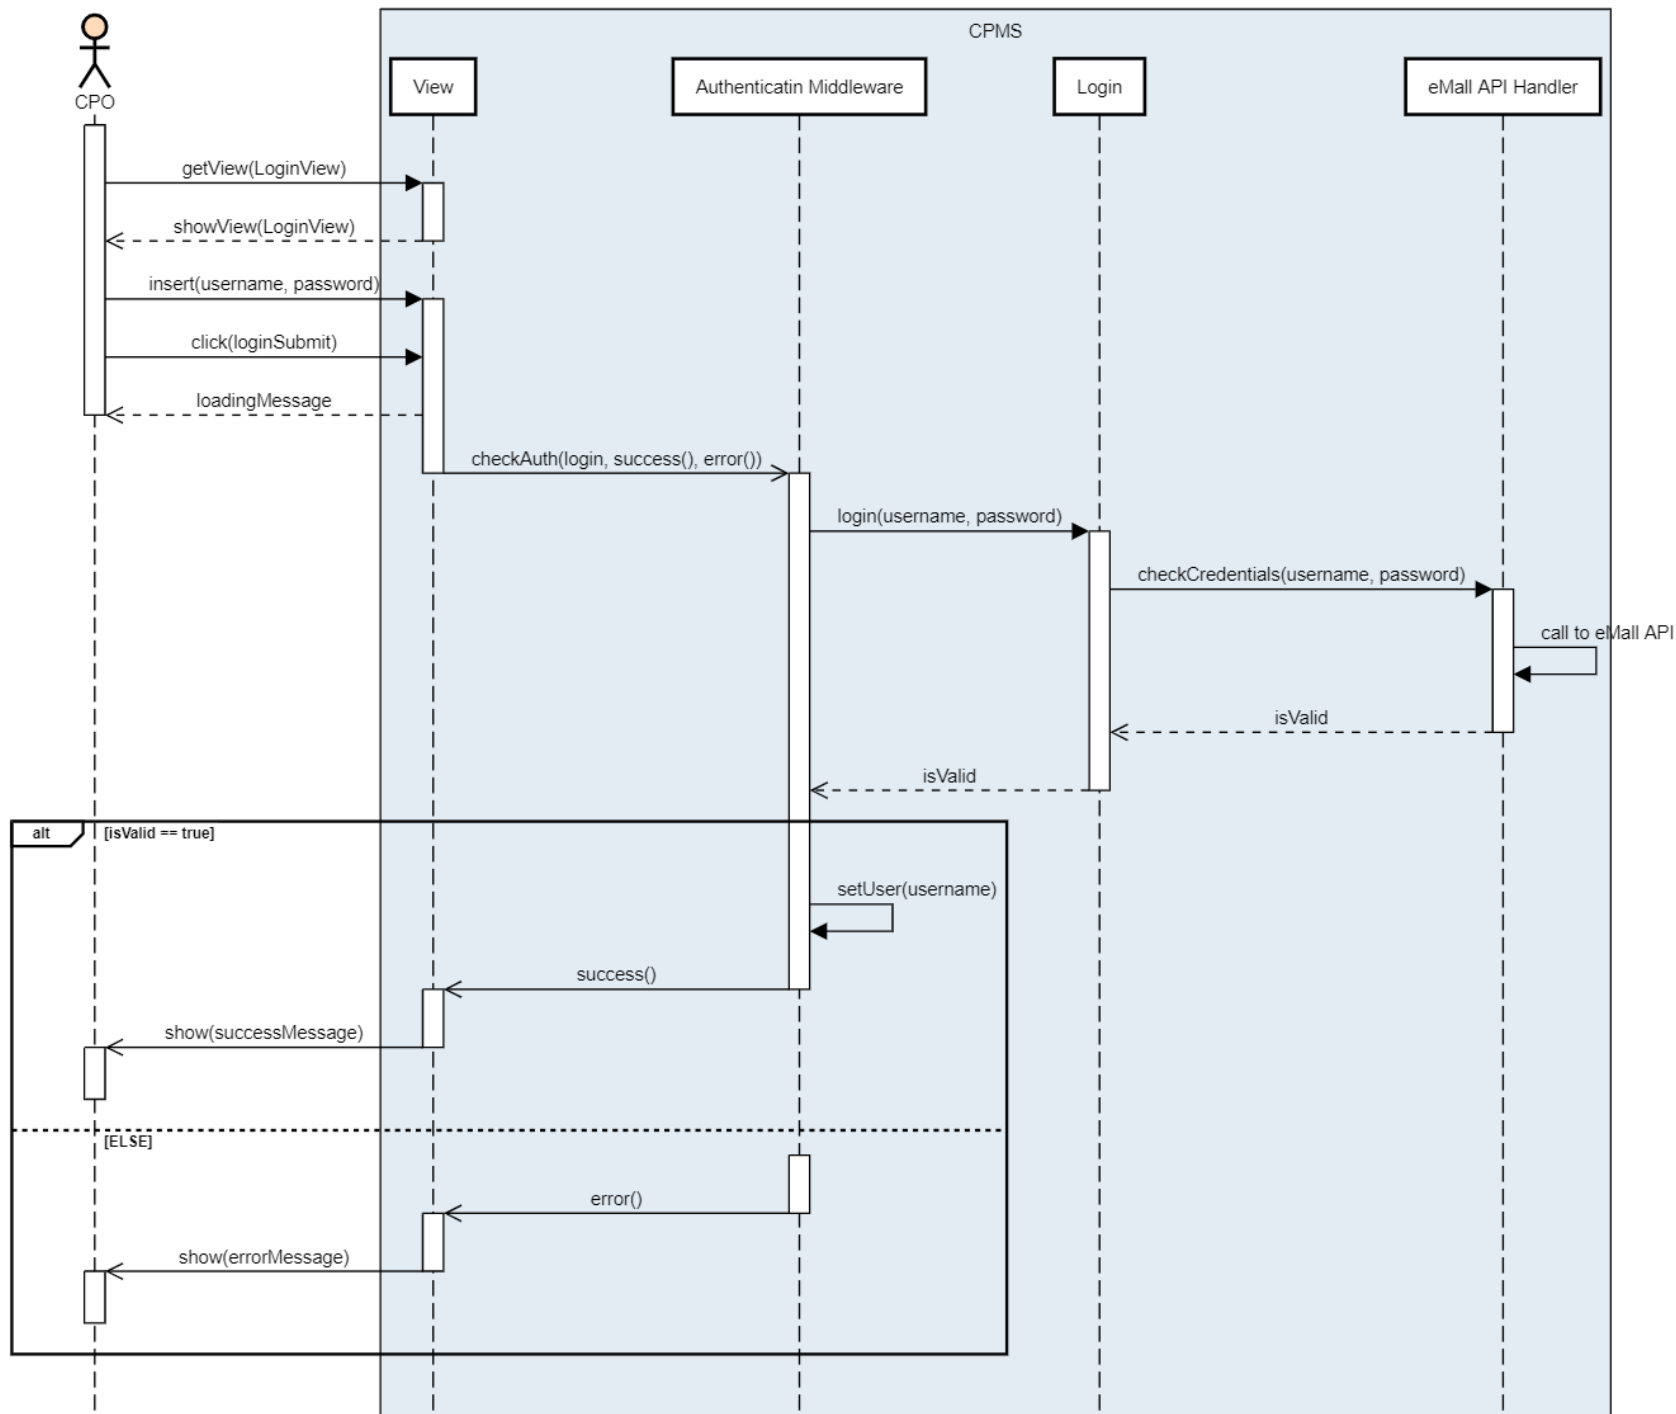 CPMS
CPO
View
Authenticatin Middleware
Login
eMall API Handler
getView(LoginView)
showView(LoginView)
insert(username, password)
click(loginSubmit)
loadingMessage
checkAuth(login, success(), error())
login(username, password)
checkCredentials(username, password)
call to eMall API
isValid
isValid
alt
[isValid == true]
setUser(username)
success()
show(successMessage)
[ELSE]
error()
show(errorMessage)